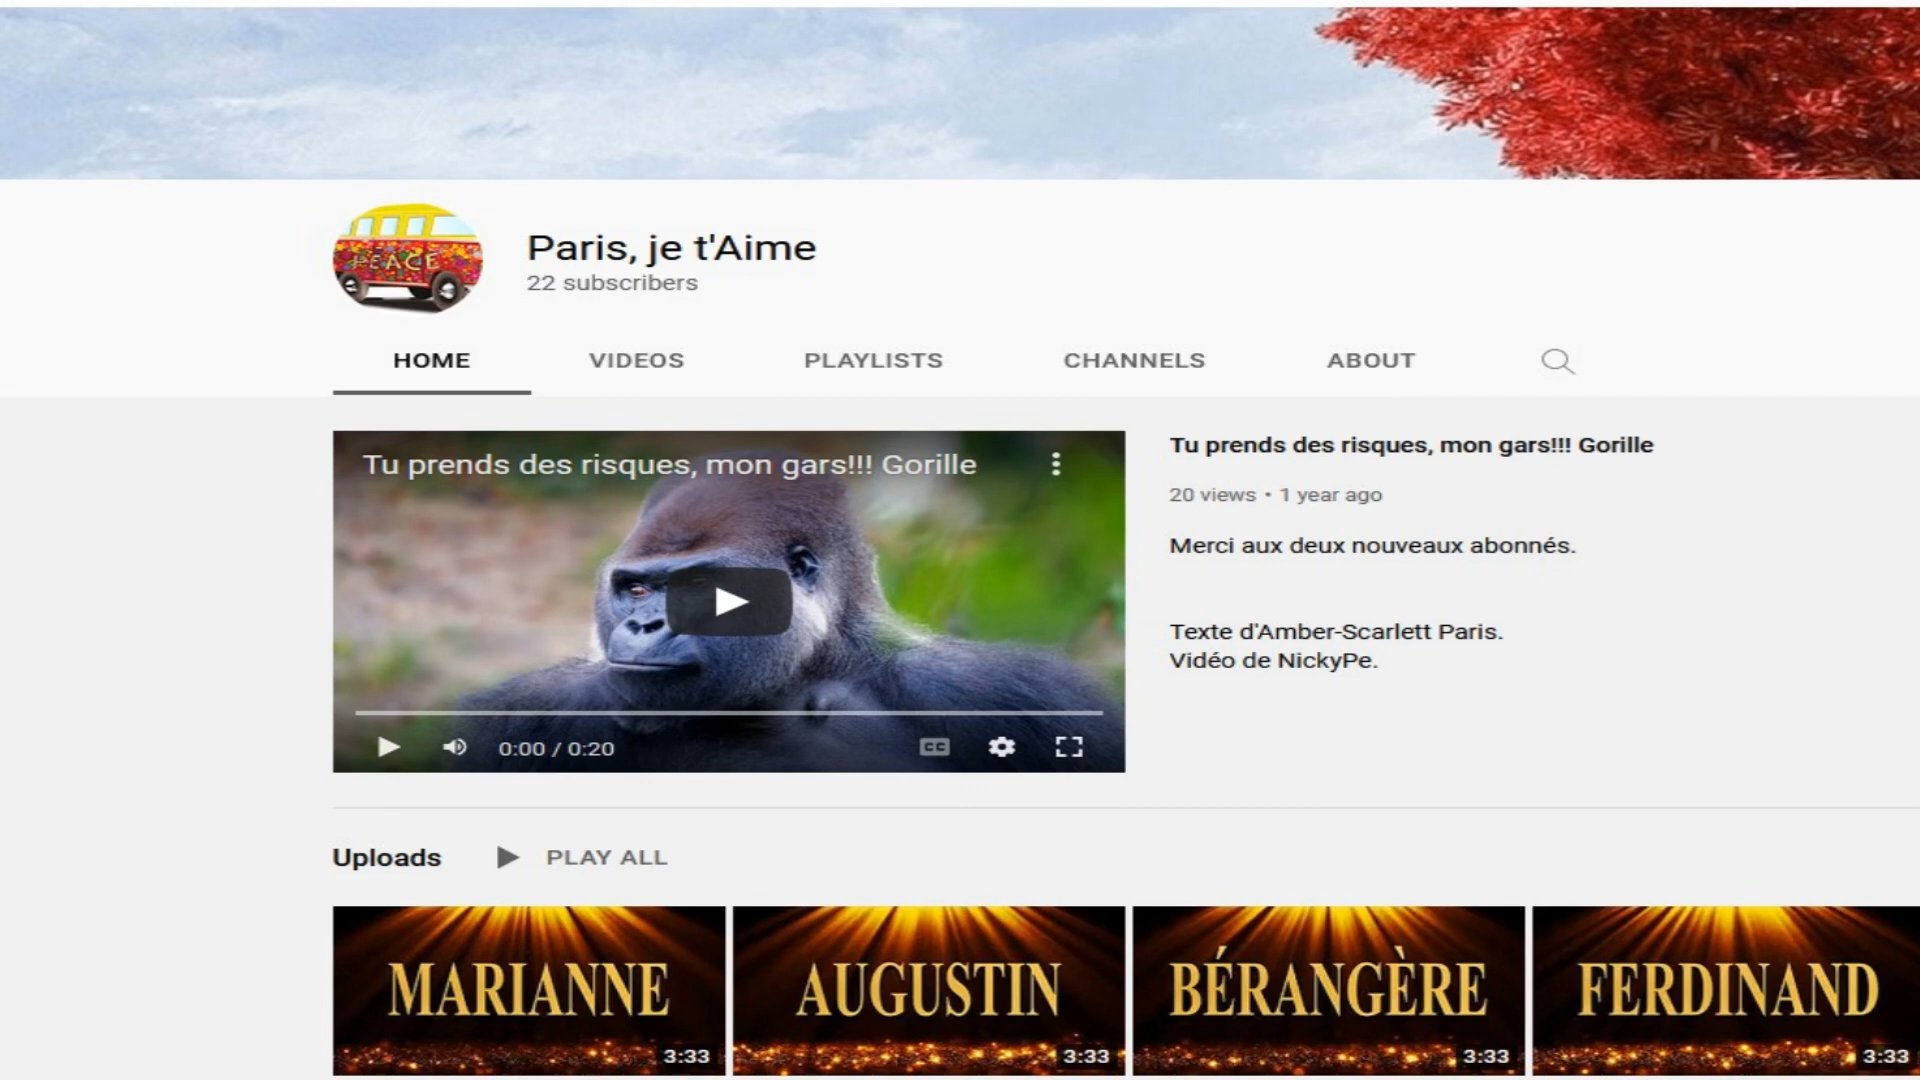 PEACE
Paris, je t'Aime
22 subscribers
HOME VIDEOS PLAYLISTS CHANNELS ABOUT
Tu prends des risques, mon gars!!! Gorille
0:00 / 0:20
CC
Tu prends des risques, mon gars!!! Gorille
20 views • 1 year ago
Merci aux deux nouveaux abonnés.
Texte d'Amber-Scarlett Paris.
Vidéo de NickyPe.
Uploads PLAY ALL
MARIANNE
3:33
AUGUSTIN
3:33
BÉRANGÈRE
3:33
FERDINAND
3:33